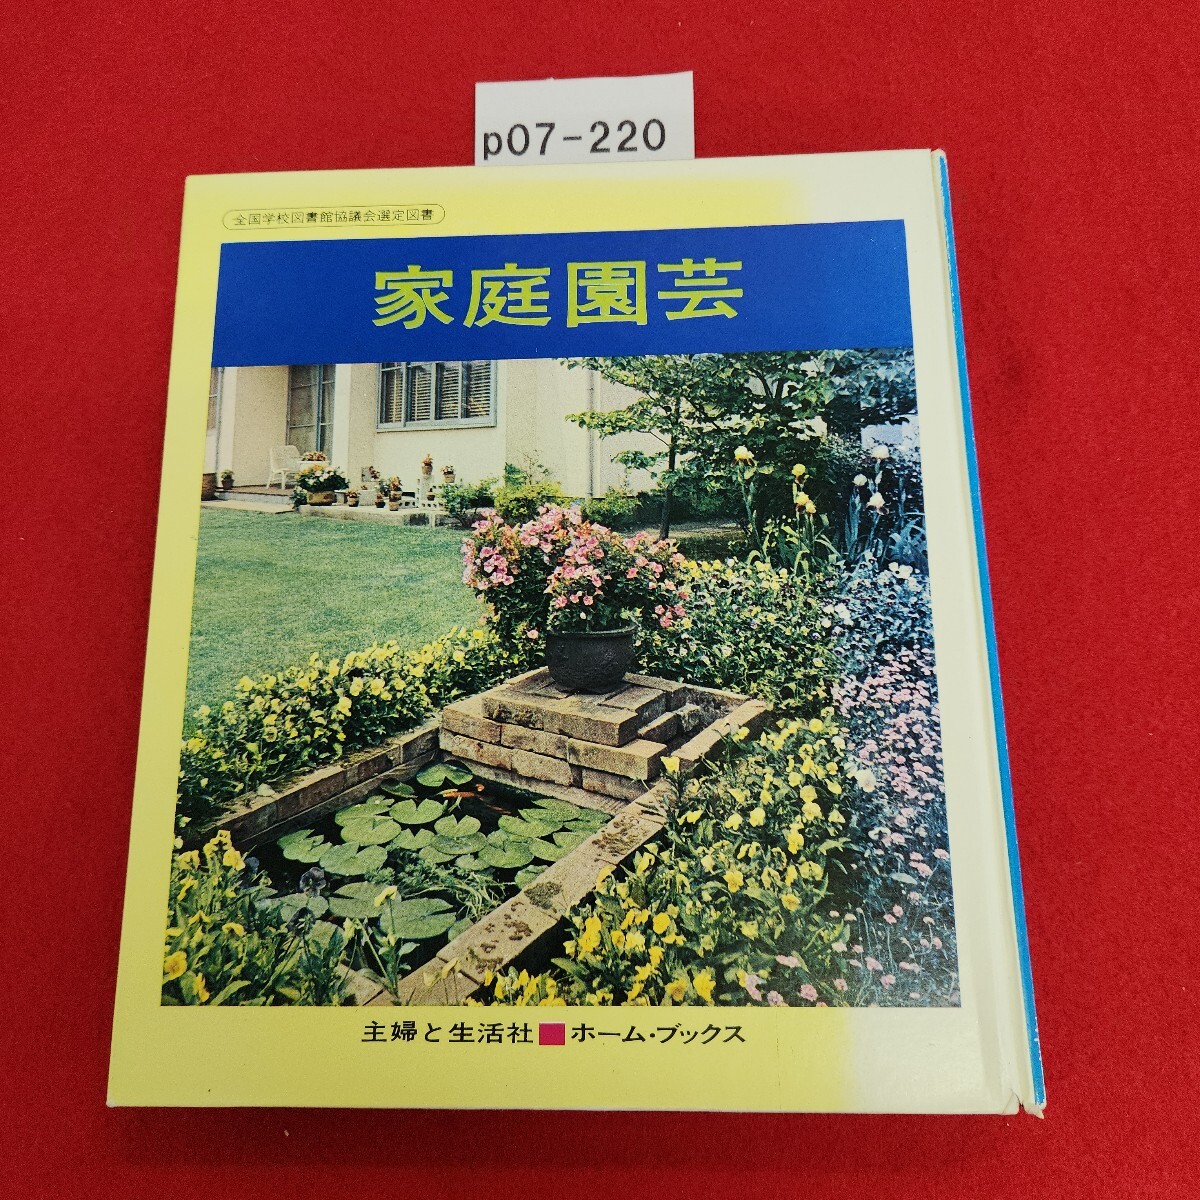 p07-220
全国学校図書館協議会選定図書
家庭園芸
主婦と生活社■ホーム・ブックス